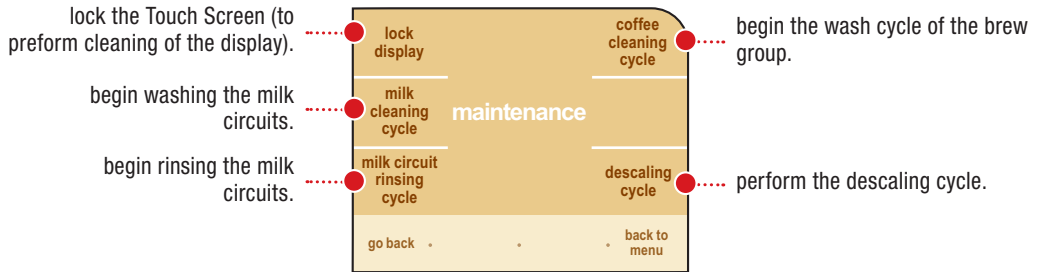 lock the Touch Screen (to
preform cleaning of the display).
lock
display
coffee
cleaning
cycle
begin the wash cycle of the brew
group.
begin washing the milk
circuits.
milk
cleaning
cycle
maintenance
begin rinsing the milk
circuits.
milk circuit
rinsing
cycle
descaling
cycle
perform the descaling cycle.
go back
back to
menu